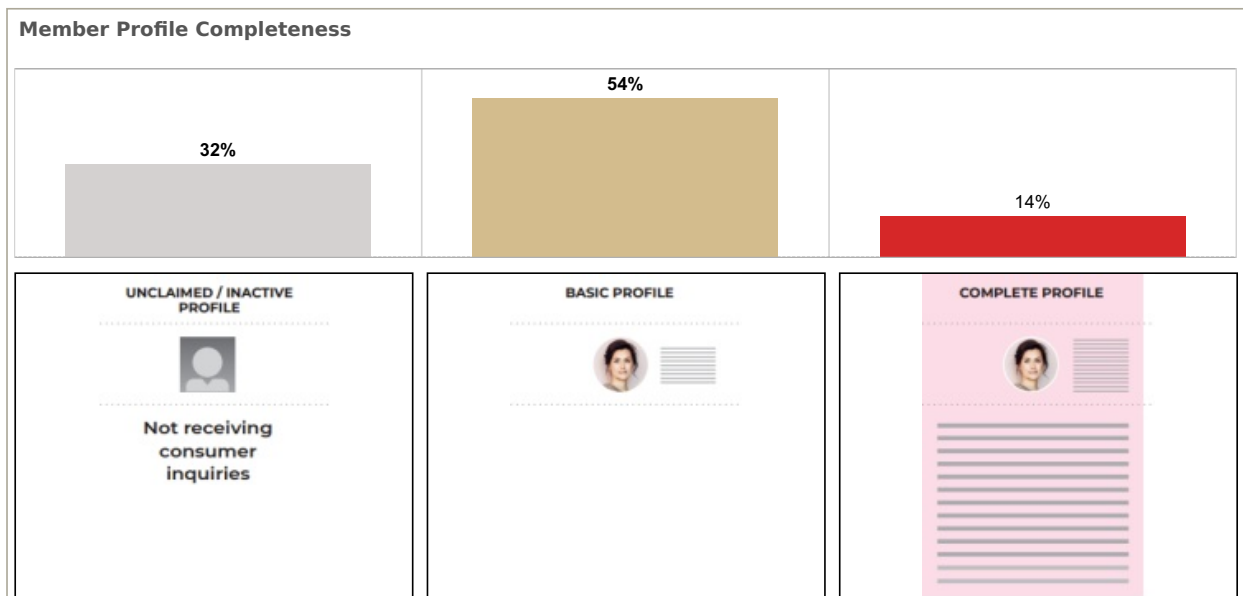 Member Profile Completeness
32%
54%
14%
UNCLAIMED / INACTIVE
PROFILE
Not receiving
consumer
inquiries
BASIC PROFILE
COMPLETE PROFILE